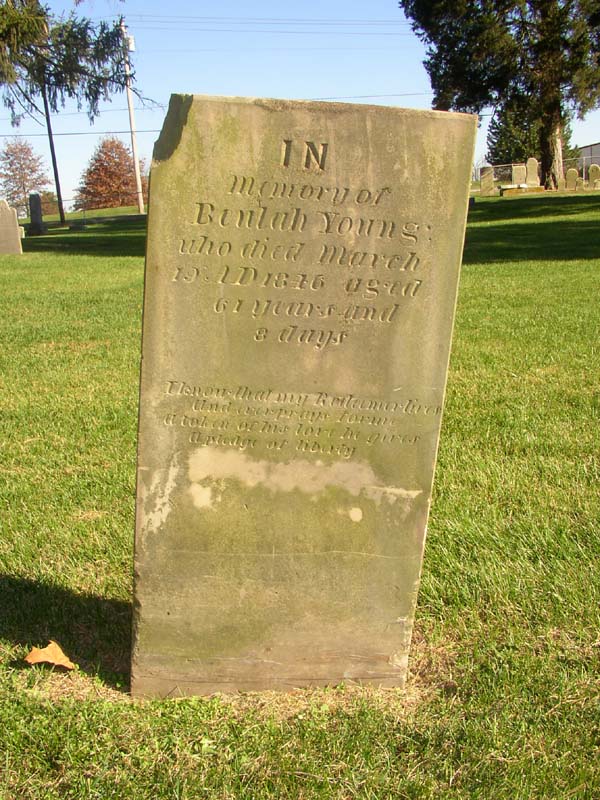 IN
Memory of
Beulah Young;
who died March
19 A D 1846 aged
61 years and
8 days
I know that my Redeemer lives
And ever prays for me
A token of his love he gives
A pledge of liberty